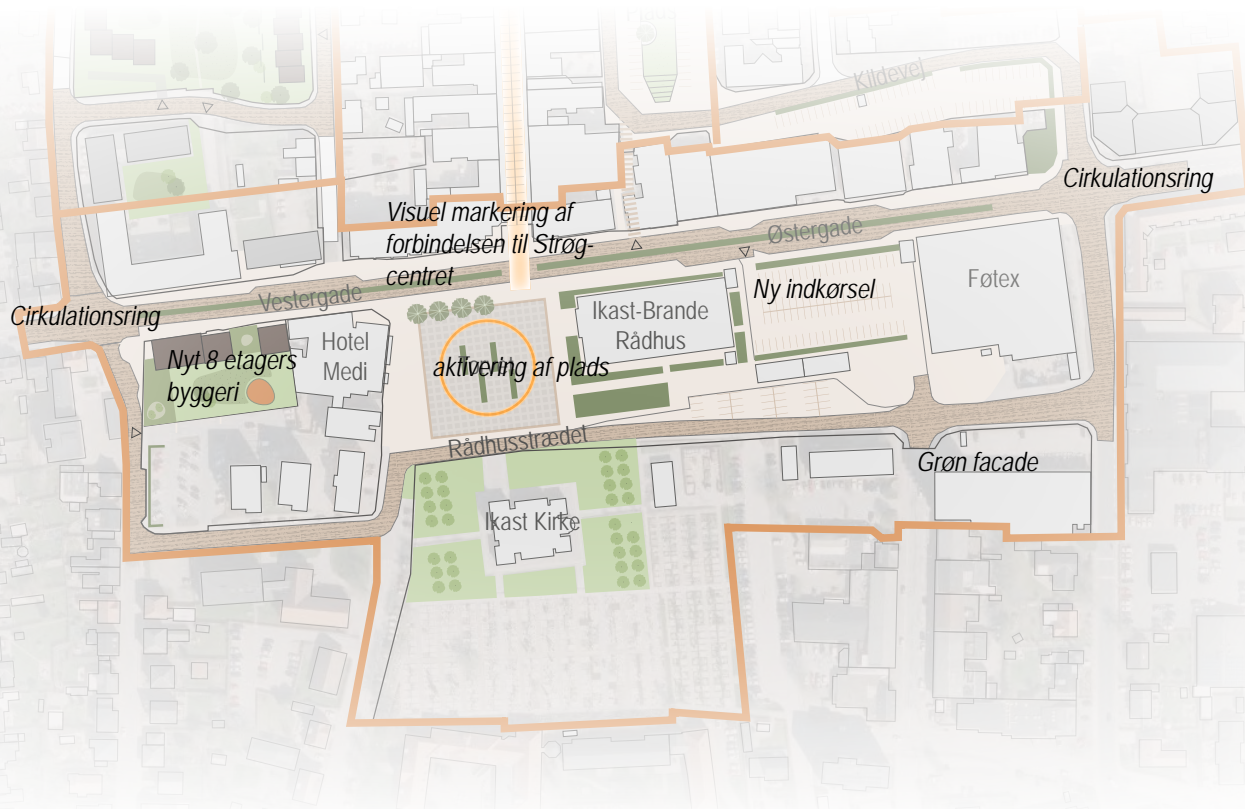 Kildevej
Cirkulationsring
Visuel markering af
forbindelsen til Strøg-
centret
Østergade
Vestergade
Ny indkørsel
Føtex
Cirkulationsring
Ikast-Brande
Rådhus
Hotel
Medi
Nyt 8 etagers
byggeri
aktivering af plads
Rådhusstrædet
Grøn facade
Ikast Kirke